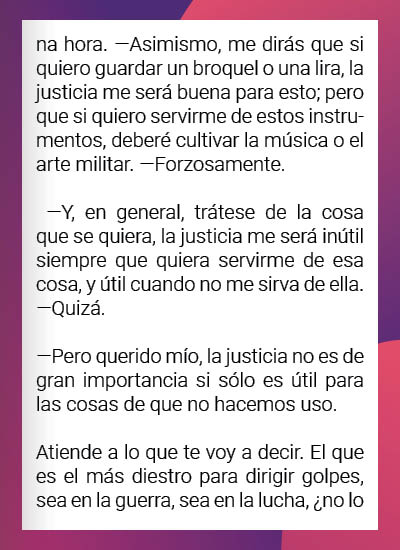 na hora. —Asimismo, me dirás que si
quiero guardar un broquel o una lira, la
justicia me será buena para esto; pero
que si quiero servirme de estos instru-
mentos, deberé cultivar la música o el
arte militar. —Forzosamente.
—Y, en general, trátese de la cosa
que se quiera, la justicia me será inútil
siempre que quiera servirme de esa
cosa, y útil cuando no me sirva de ella.
—Quizá.
—Pero querido mío, la justicia no es de
gran importancia si sólo es útil para
las cosas de que no hacemos uso.
Atiende a lo que te voy a decir. El que
es el más diestro para dirigir golpes,
sea en la guerra, sea en la lucha, ¿no lo